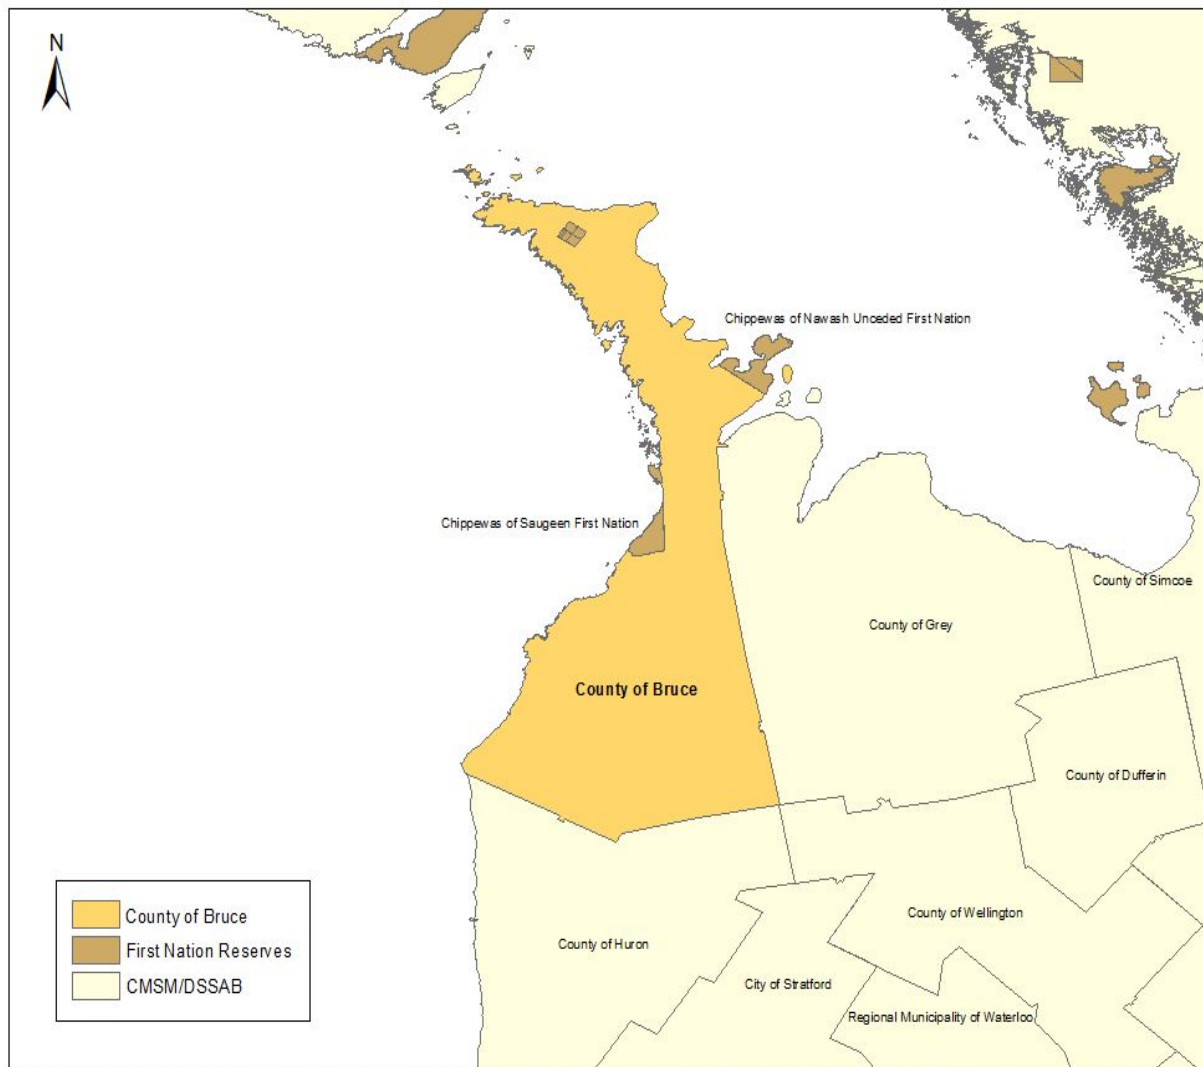 N
Chippewas of Nawash Unceded First Nation
Chippewas of Saugeen First Nation
County of Simcoe
County of Grey
County of Bruce
County of Dufferin
County of Wellington
County of Huron
City of Stratford
Regional Municipality of Waterloo
County of Bruce
First Nation Reserves
CMSM/DSSAB